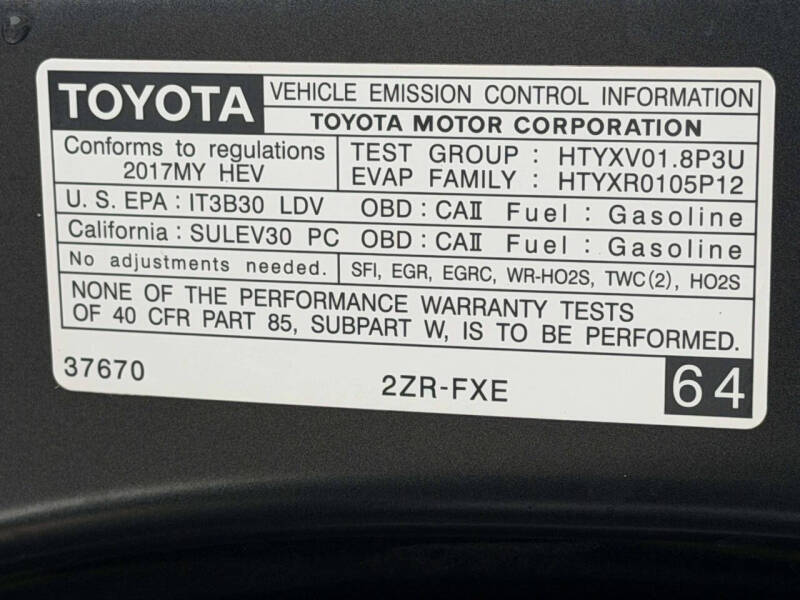 TOYOTA VEHICLE EMISSION CONTROL INFORMATION
TOYOTA MOTOR CORPORATION
Conforms to regulations
2017MY HEV
TEST GROUP : HTYXV01.8P3U
EVAP FAMILY : HTYXR0105P12
U. S. EPA : IT3B30 LDV OBD : CAⅡ Fuel : Gasoline
California : SULEV30 PC OBD : CAⅡ Fuel : Gasoline
No adjustments needed. SFI, EGR, EGRC, WR-HO2S, TWC(2), HO2S
NONE OF THE PERFORMANCE WARRANTY TESTS
OF 40 CFR PART 85, SUBPART W, IS TO BE PERFORMED.
37670 2ZR-FXE 64